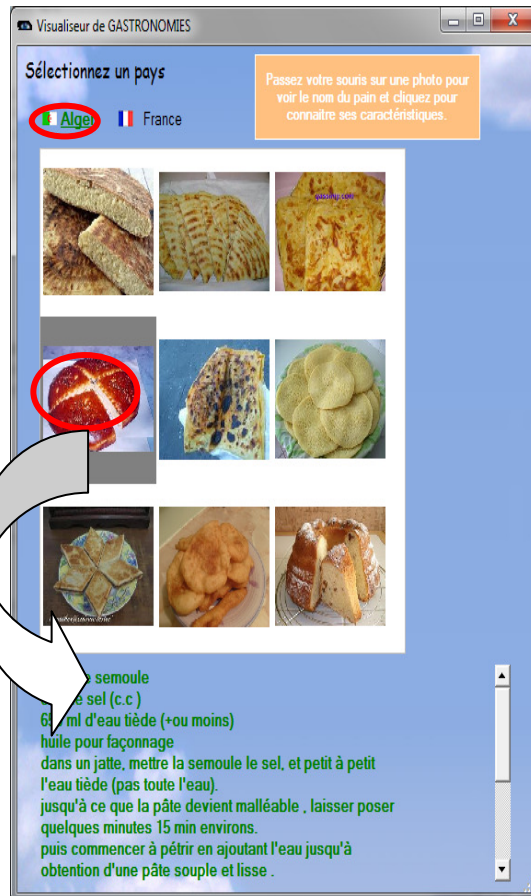 Visualiseur de GASTRONOMIES
Sélectionnez un pays
Passez votre souris sur une photo pour
voir le nom du pain et cliquez pour
connaitre ses caractéristiques.
France
semoule
sel (c.c )
ml d'eau tiède (+ou moins)
huile pour façonnage
dans un jatte, mettre la semoule le sel, et petit à petit
l'eau tiède (pas toute l'eau).
jusqu'à ce que la pâte devient malléable , laisser poser
quelques minutes 15 min environs.
puis commencer à pétrir en ajoutant l'eau jusqu'à
obtention d'une pâte souple et lisse .